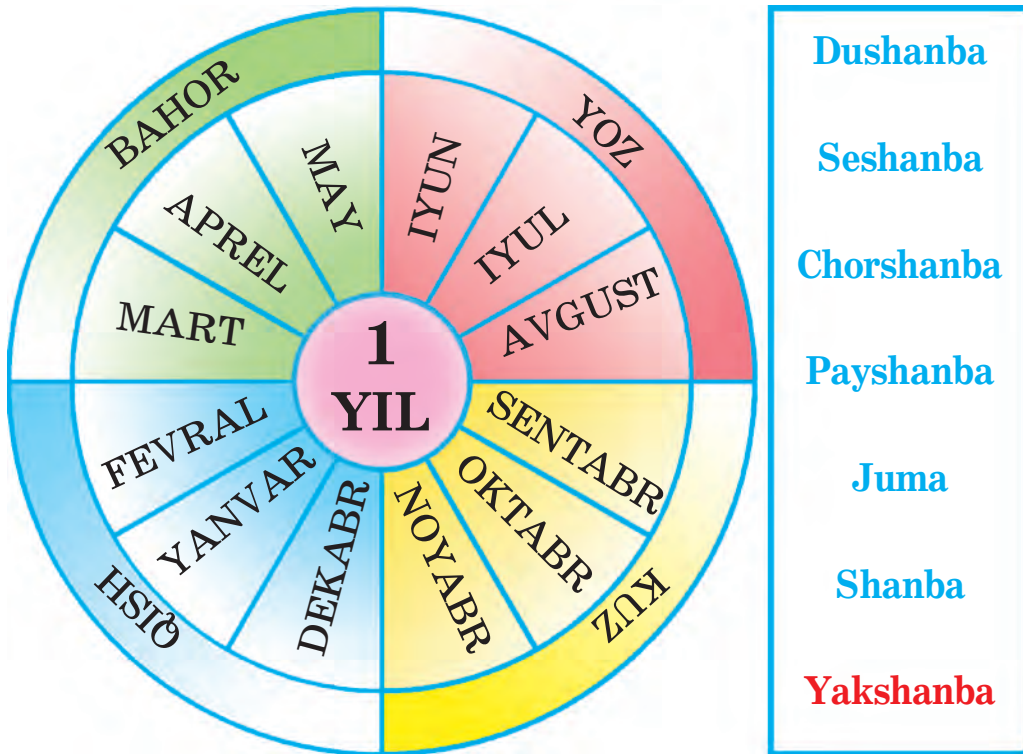 BAHOR
YOZ
KUZ
QISH
MART
APREL
MAY
IYUN
IYUL
AVGUST
SENTABR
OKTABR
NOYABR
DEKABR
YANVAR
FEVRAL
1
YIL
Dushanba
Seshanba
Chorshanba
Payshanba
Juma
Shanba
Yakshanba